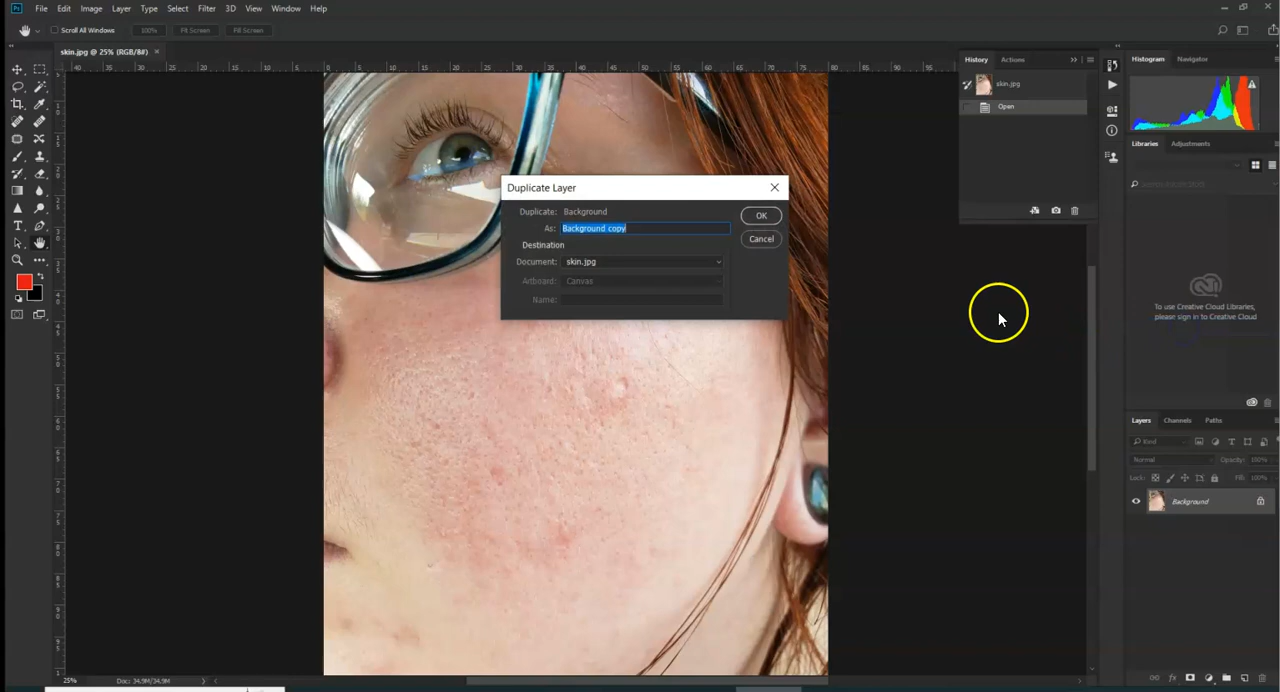 Ps File Edit Image Layer Type Select Filter 3D View Window Help
Scroll All Windows 100% Fit Screen Fill Screen
skin.jpg @ 25% (RGB/8#) ×
History Actions
skin.jpg
Open
Histogram Navigator
Libraries Adjustments
To use Creative Cloud Libraries,
please sign in to Creative Cloud
Duplicate Layer
Duplicate: Background
As: Background copy
Destination
Document: skin.jpg
Artboard: Canvas
Name:
OK
Cancel
Layers Channels Paths
Kind
Normal Opacity: 100%
Lock: Fill: 100%
Background
25% Doc: 34.9M/34.9M